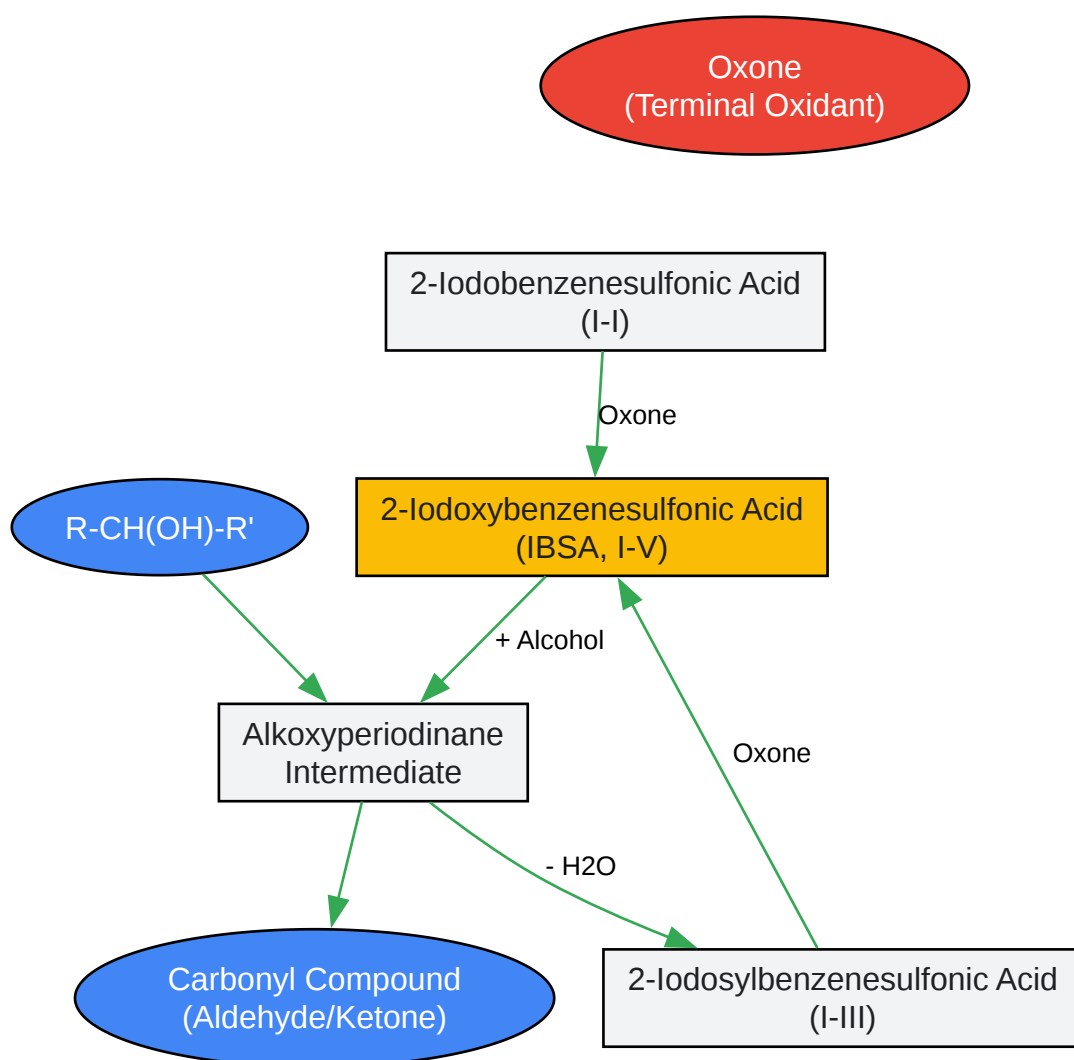 Oxone
(Terminal Oxidant)
2-Iodobenzenesulfonic Acid
(I-I)
Oxone
R-CH(OH)-R'
2-Iodoxybenzenesulfonic Acid
(IBSA, I-V)
+ Alcohol
Alkoxyperiodinane
Intermediate
Oxone
- H2O
Carbonyl Compound
(Aldehyde/Ketone)
2-Iodosylbenzenesulfonic Acid
(I-III)